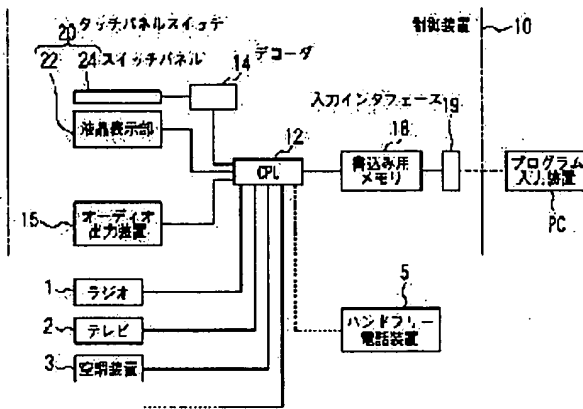 20 タッチパネルスイッチ
制御装置 10
22 24 スイッチパネル
14 デコーダ
液晶表示部
入力インタフェース 19
12
18
CPU
書込み用
メモリ
プログラム
入力装置
PC
15 オーディオ
出力装置
1 ラジオ
5
2 テレビ
ハンドフリー
電話装置
3 空調装置